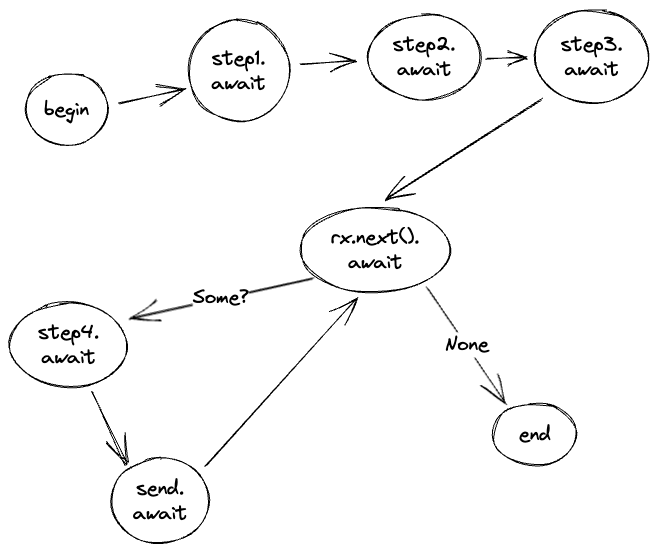 begin
step1.
await
step2.
await
step3.
await
rx.next().
await
Some?
None
step4.
await
end
send.
await